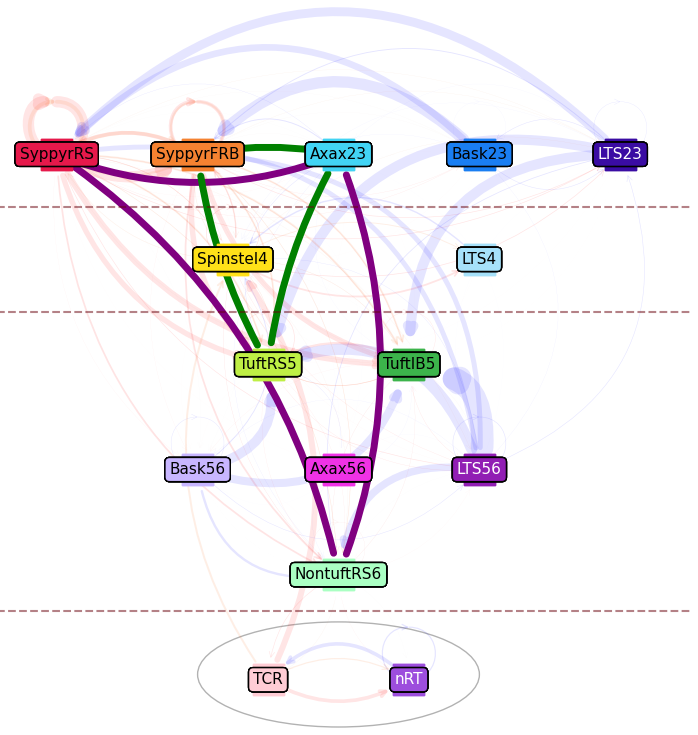 SyppyrRS SyppyrFRB Axax23 Bask23 LTS23
Spinstel4 LTS4
TuftRS5 TuftIB5
Bask56 Axax56 LTS56
NontuftRS6
TCR nRT